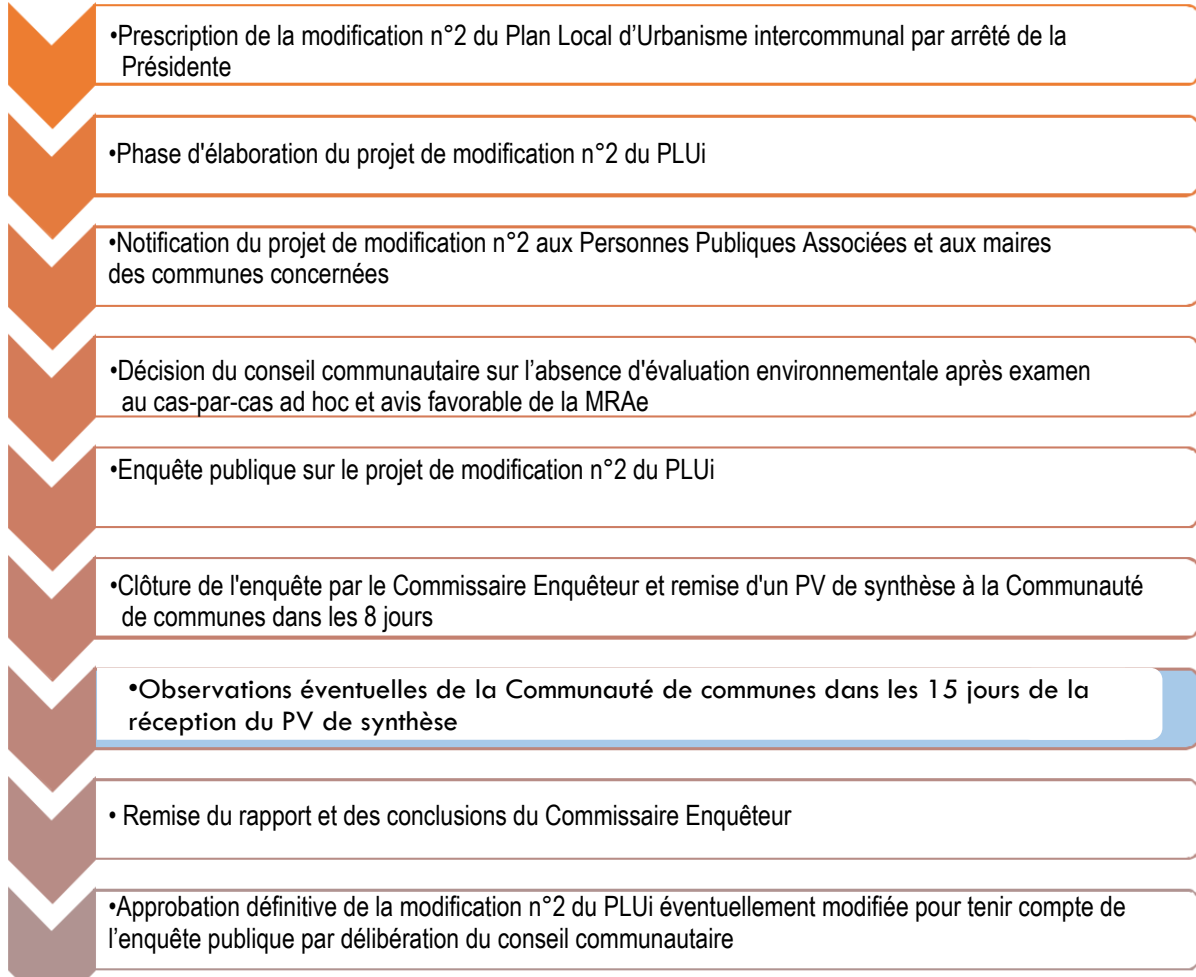 •Prescription de la modification n°2 du Plan Local d’Urbanisme intercommunal par arrêté de la
Présidente
•Phase d'élaboration du projet de modification n°2 du PLUi
•Notification du projet de modification n°2 aux Personnes Publiques Associées et aux maires
des communes concernées
•Décision du conseil communautaire sur l’absence d'évaluation environnementale après examen
au cas-par-cas ad hoc et avis favorable de la MRAe
•Enquête publique sur le projet de modification n°2 du PLUi
•Clôture de l'enquête par le Commissaire Enquêteur et remise d'un PV de synthèse à la Communauté
de communes dans les 8 jours
•Observations éventuelles de la Communauté de communes dans les 15 jours de la
réception du PV de synthèse
• Remise du rapport et des conclusions du Commissaire Enquêteur
•Approbation définitive de la modification n°2 du PLUi éventuellement modifiée pour tenir compte de
l’enquête publique par délibération du conseil communautaire